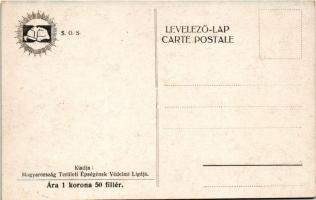 S. O. S.
LEVELEZŐ-LAP
CARTE POSTALE
Kiadja :
Magyarország Területi Épségének Védelmi Ligája.
Ára 1 korona 50 fillér.